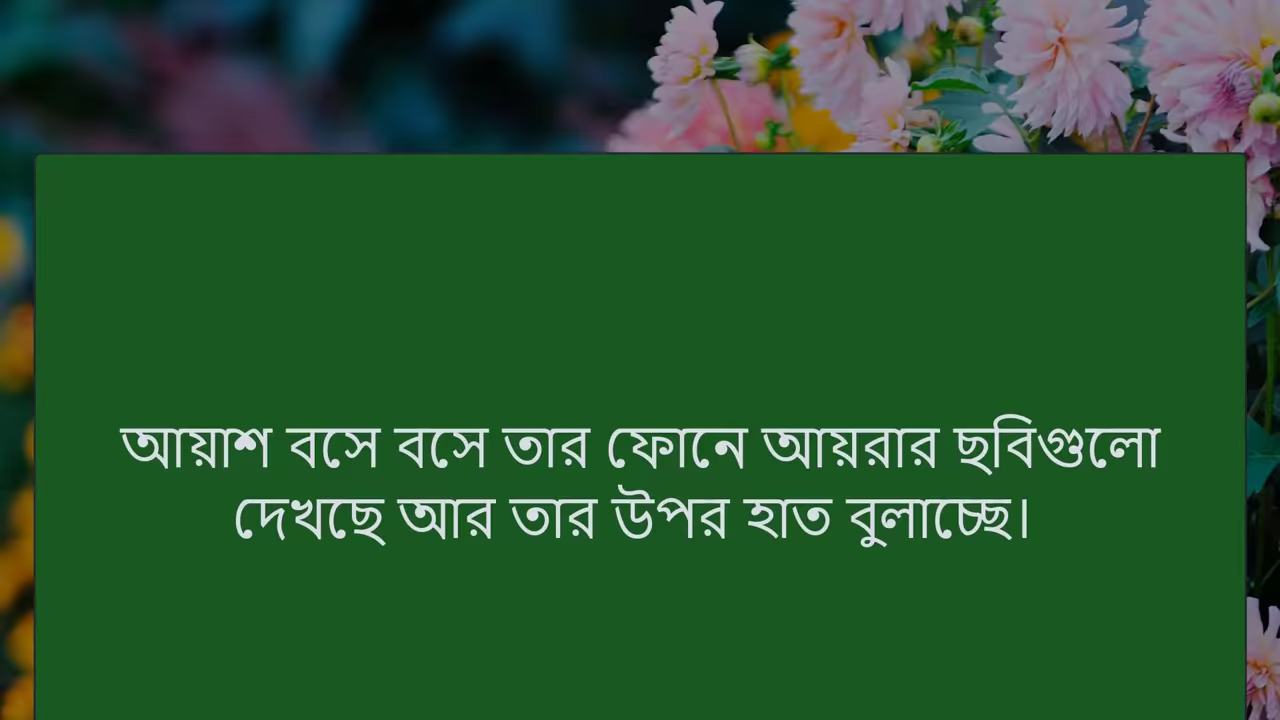 আয়াশ বসে বসে তার ফোনে আয়রার ছবিগুলো
দেখছে আর তার উপর হাত বুলাচ্ছে।